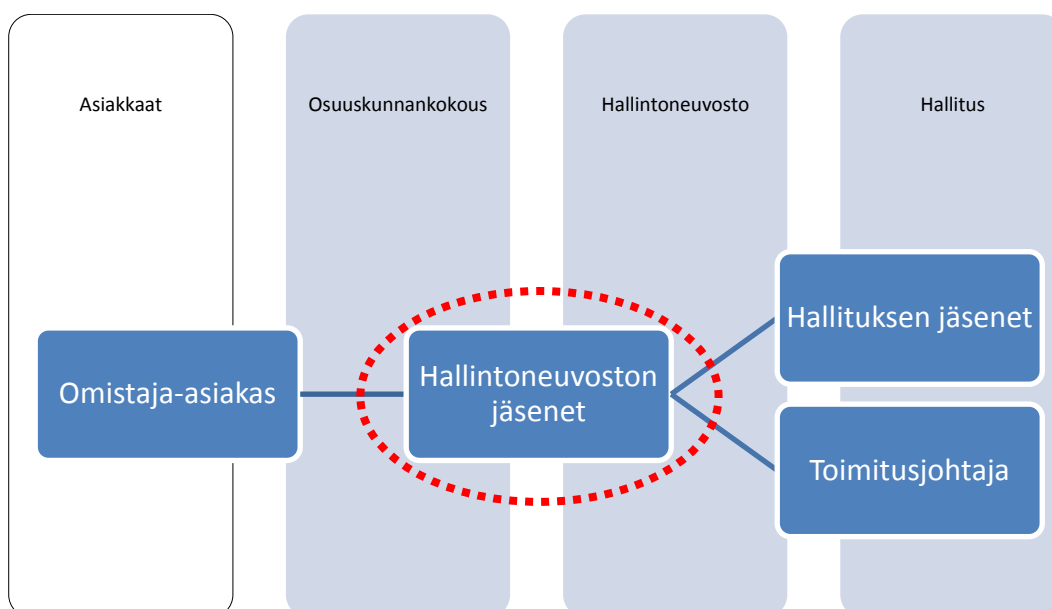 Asiakkaat
Osuuskunnankokous
Hallintoneuvosto
Hallitus
Omistaja-asiakas
Hallintoneuvoston
jäsenet
Hallituksen jäsenet
Toimitusjohtaja